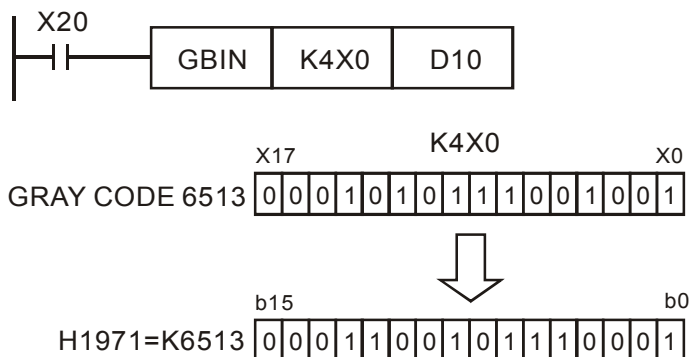 X20
GBIN K4X0 D10
K4X0
X17 X0
GRAY CODE 6513 0 0 0 1 0 1 0 1 1 1 0 0 1 0 0 1
b15 b0
H1971=K6513 0 0 0 1 1 0 0 1 0 1 1 1 0 0 0 1